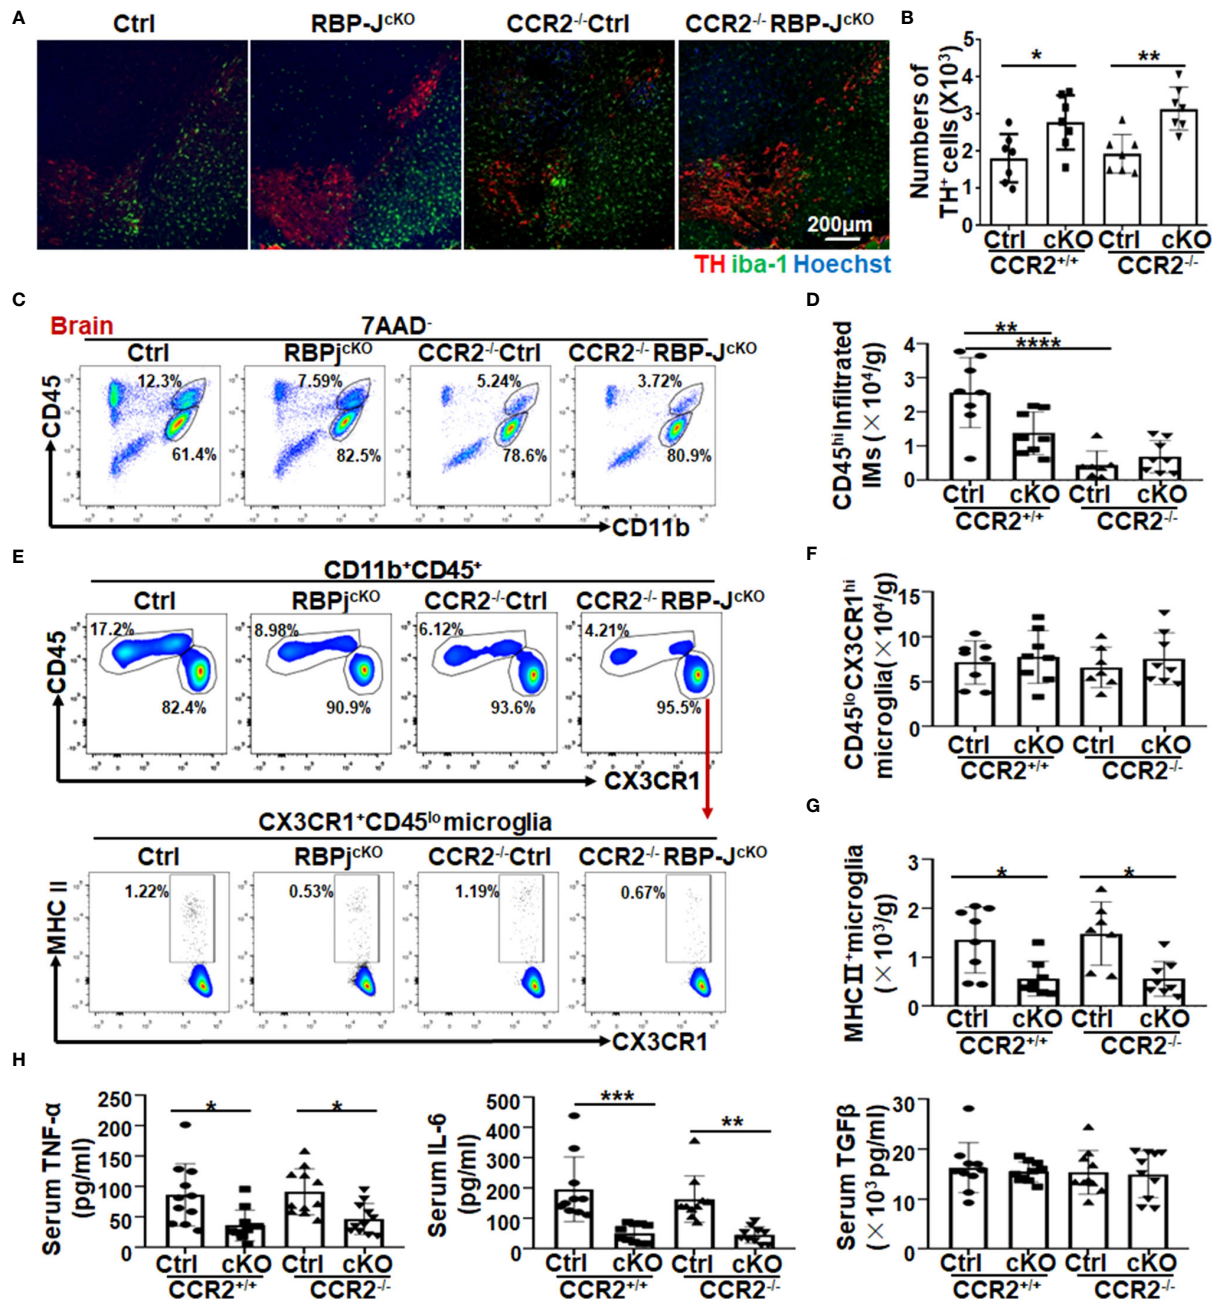 A
Ctrl RBP-JcKO CCR2-/-Ctrl CCR2-/- RBP-JcKO
200μm
TH iba-1 Hoechst
B
Numbers of
TH+ cells (X10³)
5
4
3
2
1
0
* **
Ctrl cKO Ctrl cKO
CCR2+/+ CCR2-/-
C
Brain 7AAD-
Ctrl RBPjcKO CCR2-/-Ctrl CCR2-/- RBP-JcKO
12.3% 7.59% 5.24% 3.72%
61.4% 82.5% 78.6% 80.9%
CD45
CD11b
D
CD45hi Infiltrated
IMs (×10⁴/g)
4
3
2
1
0
**
****
Ctrl cKO Ctrl cKO
CCR2+/+ CCR2-/-
E
CD11b+CD45+
Ctrl RBPjcKO CCR2-/-Ctrl CCR2-/- RBP-JcKO
17.2% 8.98% 6.12% 4.21%
82.4% 90.9% 93.6% 95.5%
CD45
CX3CR1
CX3CR1+CD45lo microglia
Ctrl RBPjcKO CCR2-/-Ctrl CCR2-/- RBP-JcKO
1.22% 0.53% 1.19% 0.67%
MHC II
CX3CR1
F
CD45loCX3CR1hi
microglia(×10⁴/g)
15
10
5
0
Ctrl cKO Ctrl cKO
CCR2+/+ CCR2-/-
G
MHCⅡ+microglia
(×10³/g)
3
2
1
0
* *
Ctrl cKO Ctrl cKO
CCR2+/+ CCR2-/-
H
Serum TNF-α
(pg/ml)
250
200
150
100
50
0
* *
Ctrl cKO Ctrl cKO
CCR2+/+ CCR2-/-
Serum IL-6
(pg/ml)
500
400
300
200
100
0
*** **
Ctrl cKO Ctrl cKO
CCR2+/+ CCR2-/-
Serum TGFβ
(×10³ pg/ml)
30
20
10
0
Ctrl cKO Ctrl cKO
CCR2+/+ CCR2-/-